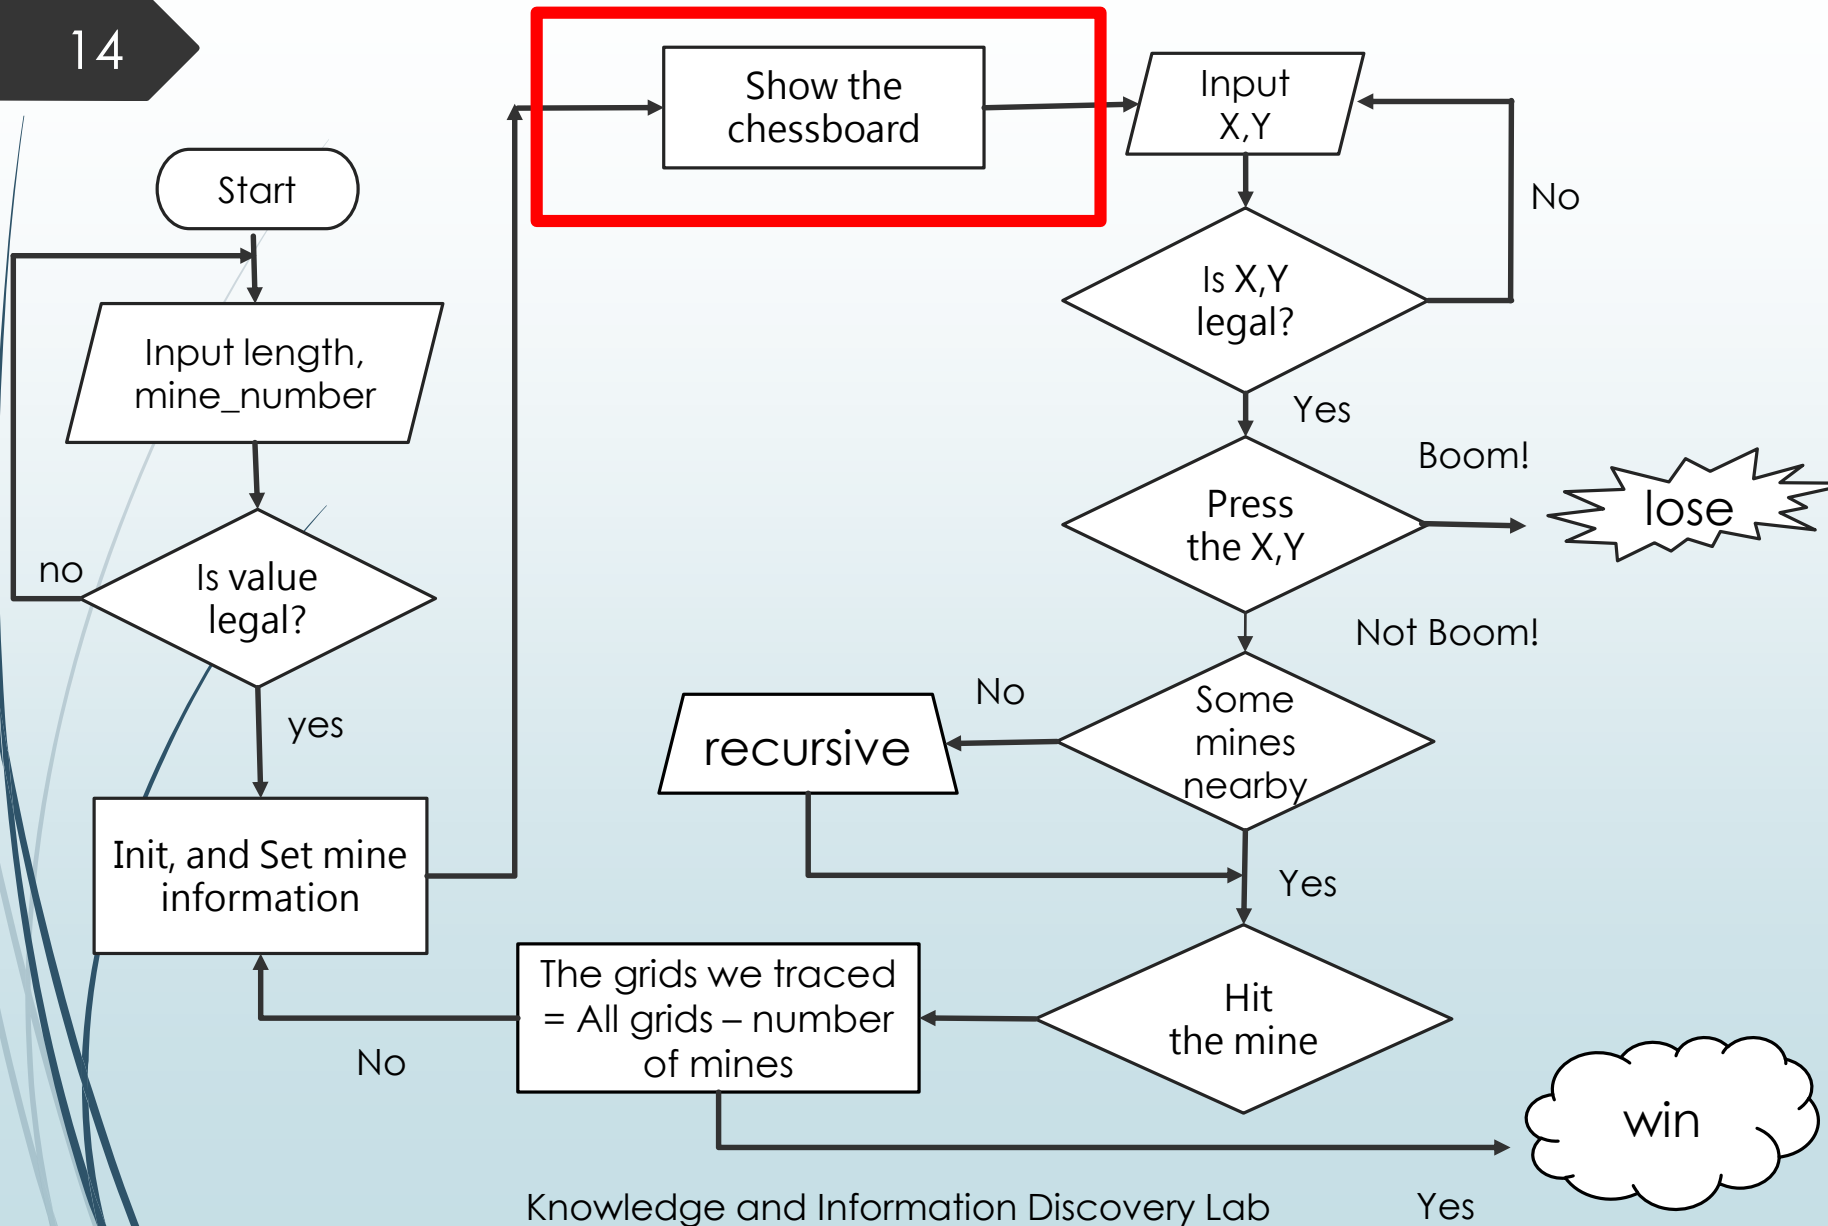 14
Start
Input length,
mine_number
no
Is value
legal?
yes
Init, and Set mine
information
Show the
chessboard
Input
X,Y
No
Is X,Y
legal?
Yes
Boom!
Press
the X,Y
lose
Not Boom!
No
Some
mines
nearby
recursive
Yes
Hit
the mine
The grids we traced
= All grids – number
of mines
No
win
Yes
Knowledge and Information Discovery Lab